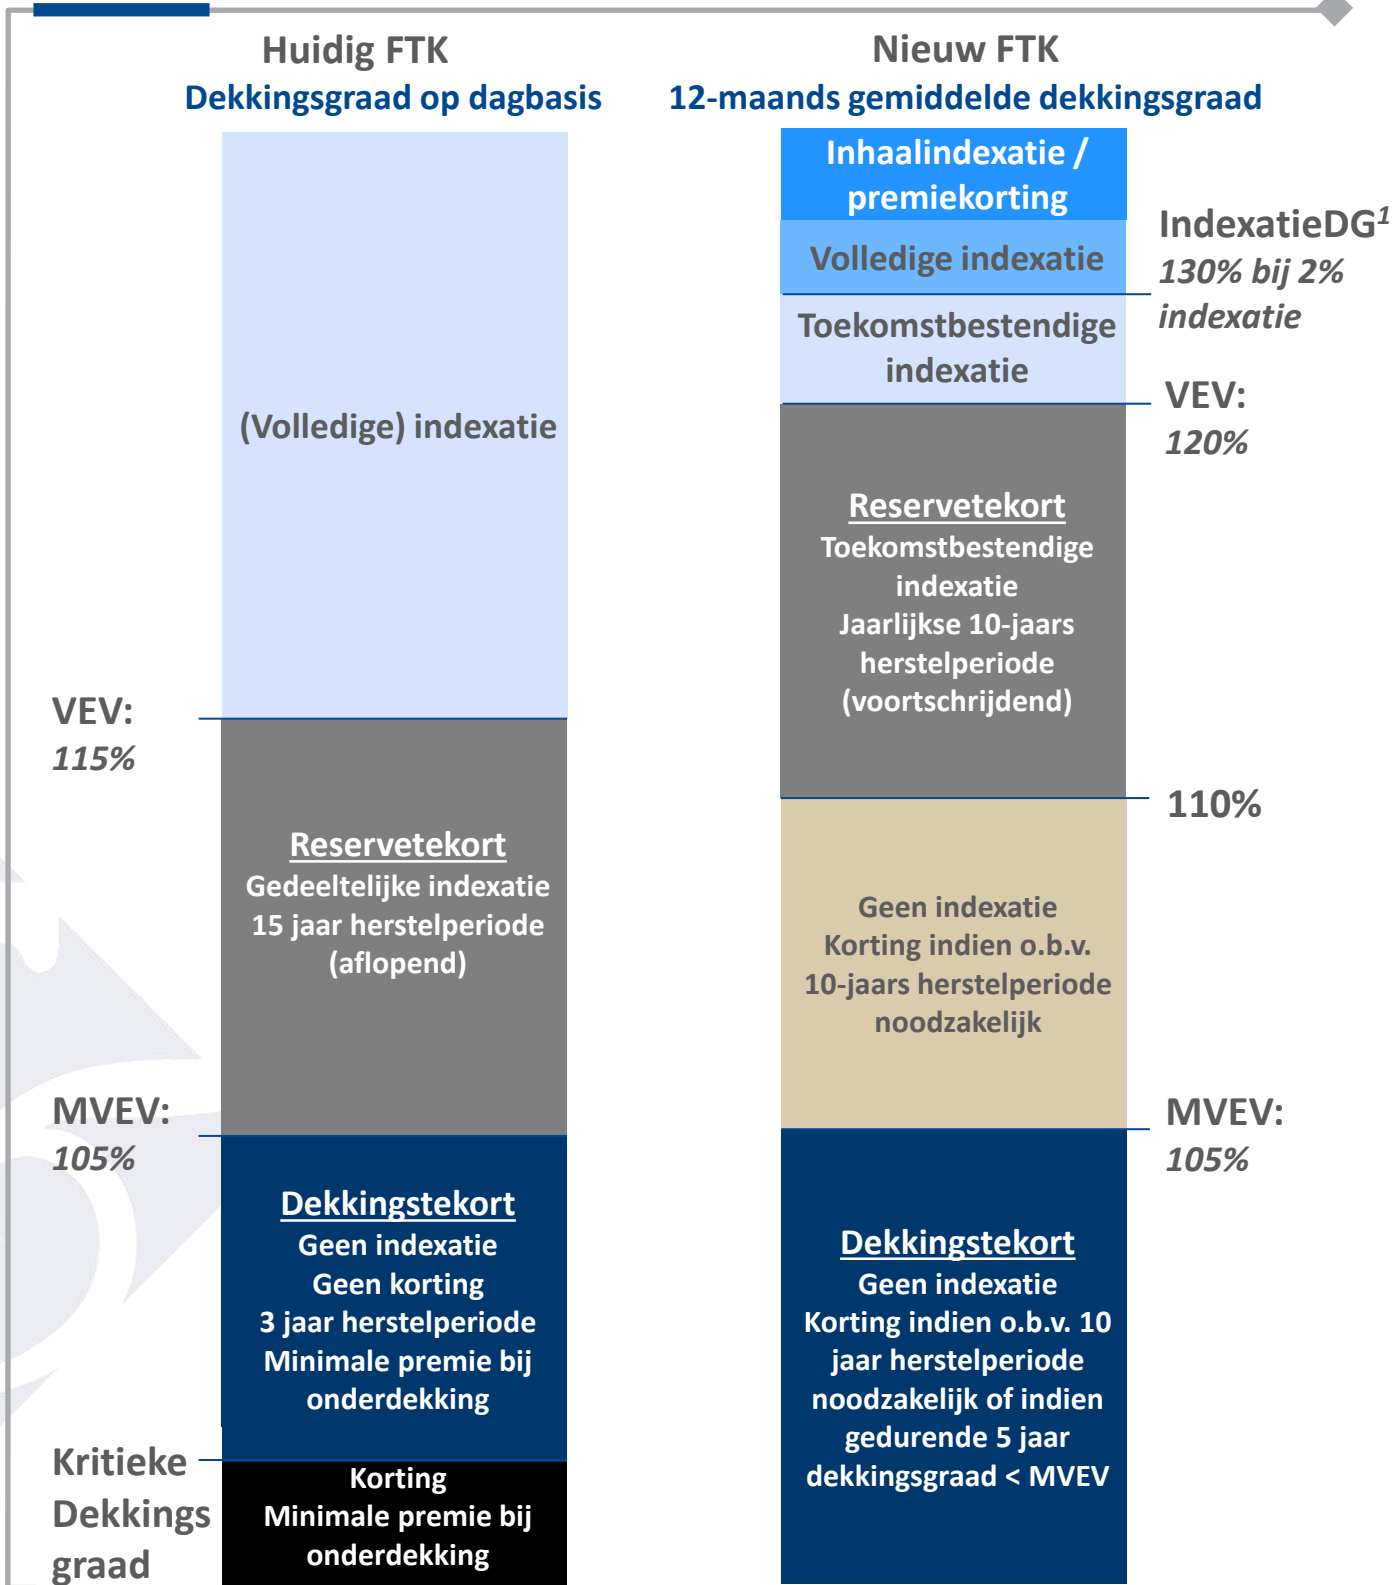 Huidig FTK
Dekkingsgraad op dagbasis
(Volledige) indexatie
VEV:
115%
Reservetekort
Gedeeltelijke indexatie
15 jaar herstelperiode
(aflopend)
MVEV:
105%
Dekkingstekort
Geen indexatie
Geen korting
3 jaar herstelperiode
Minimale premie bij
onderdekking
Kritieke
Dekkings
graad
Korting
Minimale premie bij
onderdekking
Nieuw FTK
12-maands gemiddelde dekkingsgraad
Inhaalindexatie /
premiekorting
Volledige indexatie
IndexatieDG¹
130% bij 2%
indexatie
Toekomstbestendige
indexatie
VEV:
120%
Reservetekort
Toekomstbestendige
indexatie
Jaarlijkse 10-jaars
herstelperiode
(voortschrijdend)
110%
Geen indexatie
Korting indien o.b.v.
10-jaars herstelperiode
noodzakelijk
MVEV:
105%
Dekkingstekort
Geen indexatie
Korting indien o.b.v. 10
jaar herstelperiode
noodzakelijk of indien
gedurende 5 jaar
dekkingsgraad < MVEV